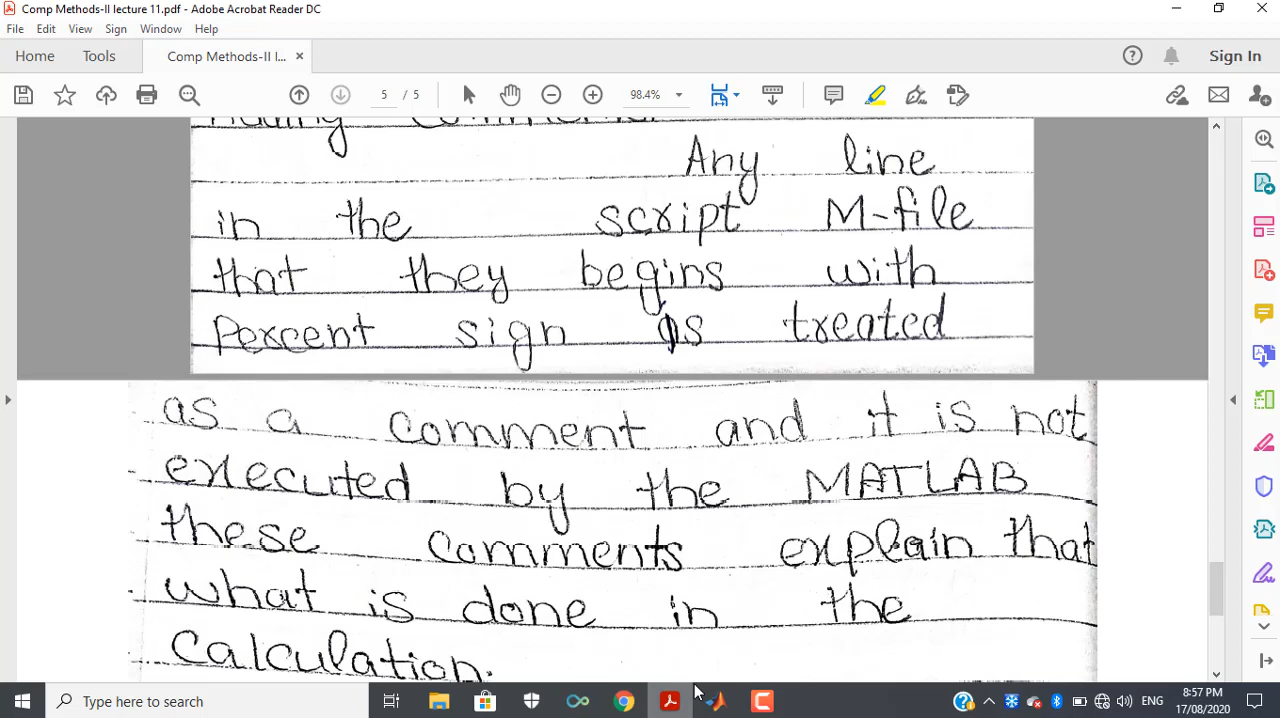 Comp Methods-II lecture 11.pdf - Adobe Acrobat Reader DC
File Edit View Sign Window Help
Home Tools Comp Methods-II l... × Sign In
5 / 5 98.4%
Any line
in the script M-file
that they begins with
Percent sign is treated
as a comment and it is not
executed by the MATLAB
these comments explain that
what is done in the
Calculation.
Type here to search
ENG
8:57 PM
17/08/2020